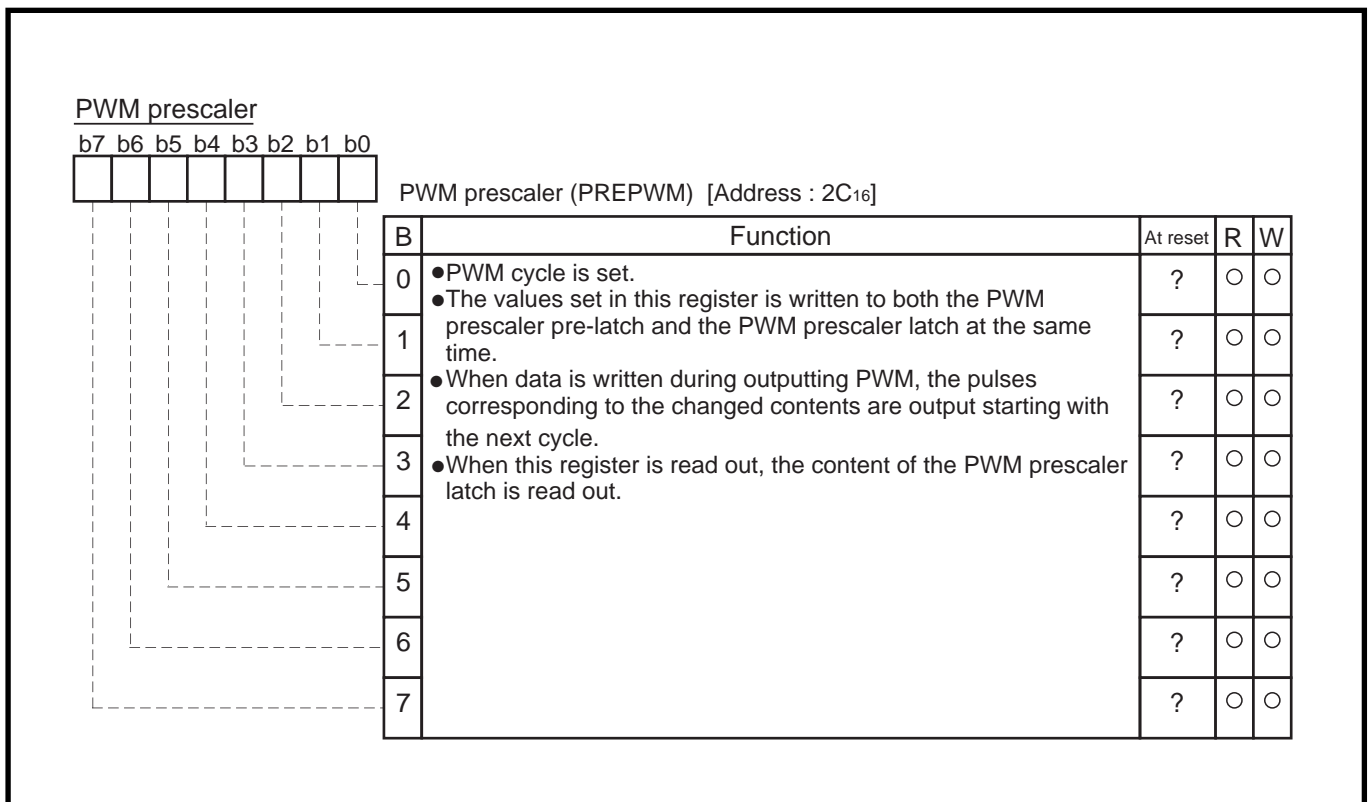 PWM prescaler
b7 b6 b5 b4 b3 b2 b1 b0
PWM prescaler (PREPWM) [Address : 2C16]
B Function At reset R W
0 ●PWM cycle is set. ? ○ ○
●The values set in this register is written to both the PWM
prescaler pre-latch and the PWM prescaler latch at the same
1 time. ? ○ ○
●When data is written during outputting PWM, the pulses
2 corresponding to the changed contents are output starting with ? ○ ○
the next cycle.
3 ●When this register is read out, the content of the PWM prescaler ? ○ ○
latch is read out.
4 ? ○ ○
5 ? ○ ○
6 ? ○ ○
7 ? ○ ○